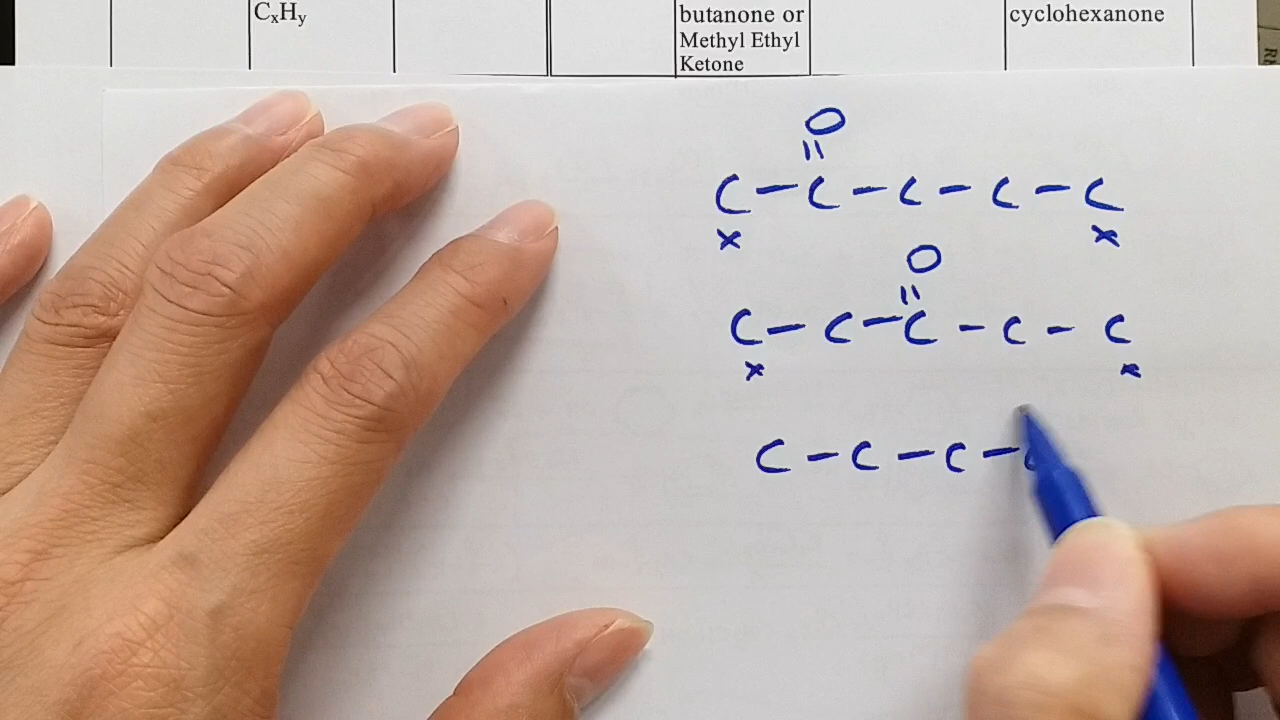 CxHy
butanone or
Methyl Ethyl
Ketone
cyclohexanone
O
||
C - C - C - C - C
x x
O
||
C - C - C - C - C
x x
C - C - C -